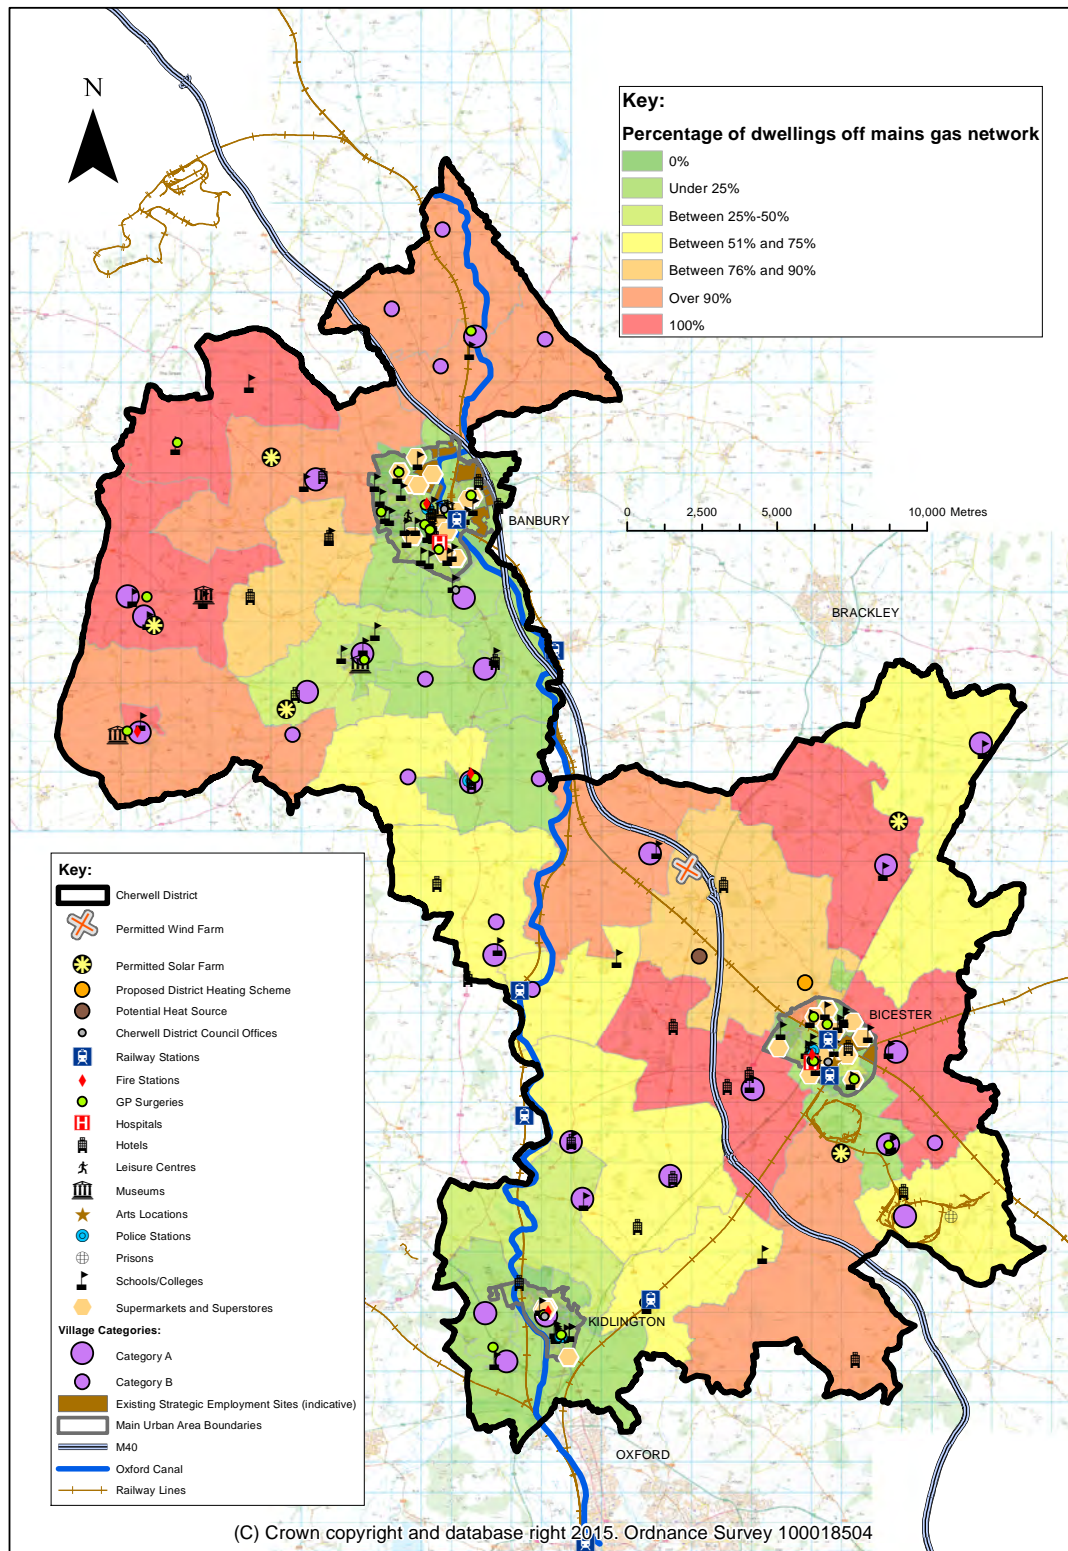 N
Key:
Percentage of dwellings off mains gas network
0%
Under 25%
Between 25%-50%
Between 51% and 75%
Between 76% and 90%
Over 90%
100%
BANBURY
0 2,500 5,000 10,000 Metres
BRACKLEY
BICESTER
KIDLINGTON
OXFORD
Key:
Cherwell District
Permitted Wind Farm
Permitted Solar Farm
Proposed District Heating Scheme
Potential Heat Source
Cherwell District Council Offices
Railway Stations
Fire Stations
GP Surgeries
H Hospitals
Hotels
Leisure Centres
Museums
Arts Locations
Police Stations
Prisons
Schools/Colleges
Supermarkets and Superstores
Village Categories:
Category A
Category B
Existing Strategic Employment Sites (indicative)
Main Urban Area Boundaries
M40
Oxford Canal
Railway Lines
(C) Crown copyright and database right 2015. Ordnance Survey 100018504